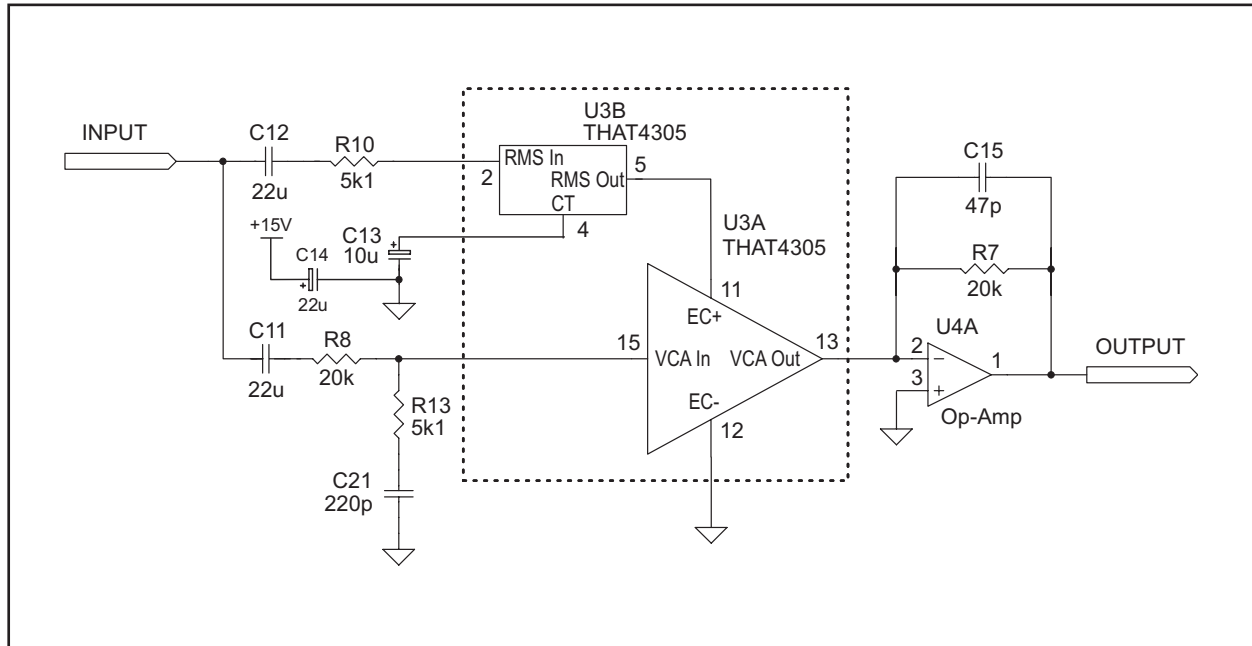 U3B
THAT4305
INPUT
C12
22u
R10
5k1
RMS In
2
RMS Out
5
CT
4
+15V
C14
22u
C13
10u
U3A
THAT4305
11
EC+
C11
22u
R8
20k
15
VCA In
VCA Out
13
EC-
12
R13
5k1
C21
220p
C15
47p
R7
20k
U4A
2
3
1
−
+
Op-Amp
OUTPUT